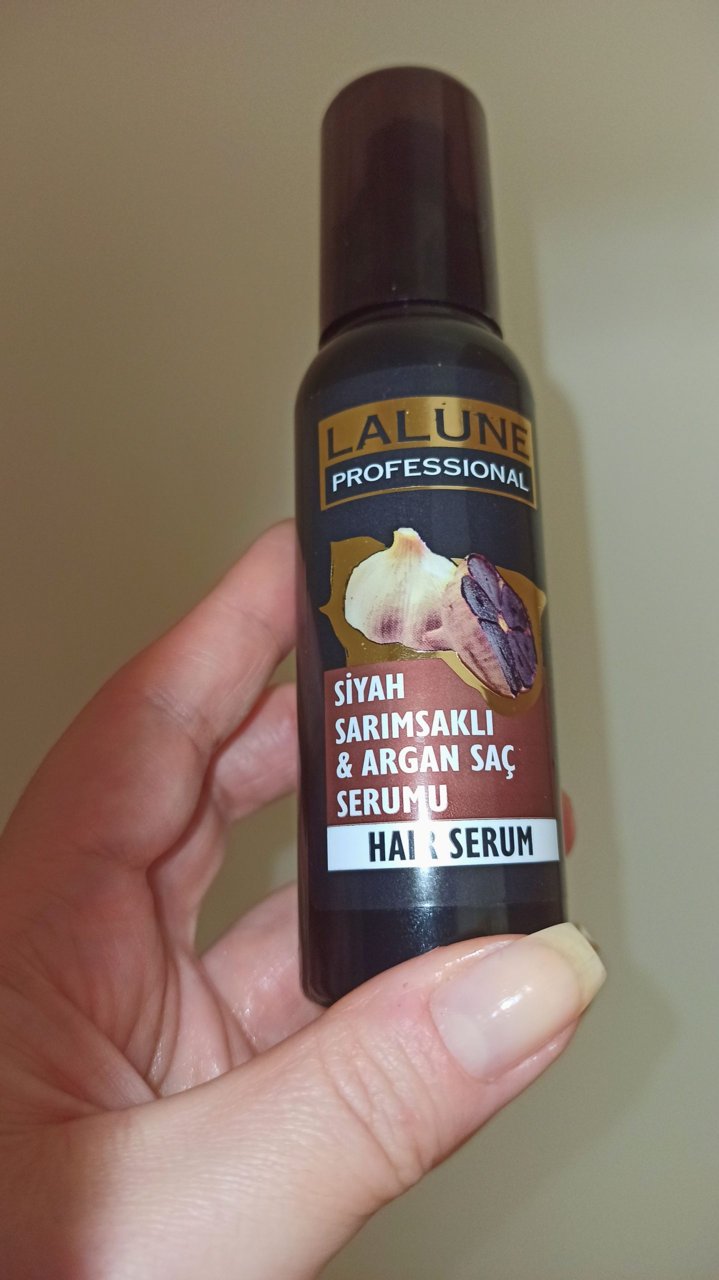 LALUNE
PROFESSIONAL
SİYAH
SARIMSAKLI
& ARGAN SAÇ
SERUMU
HAIR SERUM